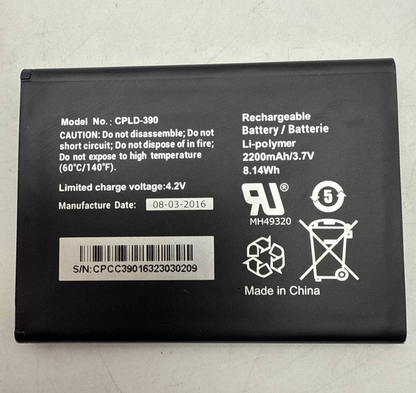 Model No.: CPLD-390
CAUTION: Do not disassemble; Do not
short circuit; Do not dispose of in fire;
Do not expose to high temperature
(60°C/140°F).
Limited charge voltage:4.2V
Manufacture Date: 08-03-2016
S/N:CPCC39016323030209
Rechargeable
Battery / Batterie
Li-polymer
2200mAh/3.7V
8.14Wh
RU® 5
MH49320
Made in China